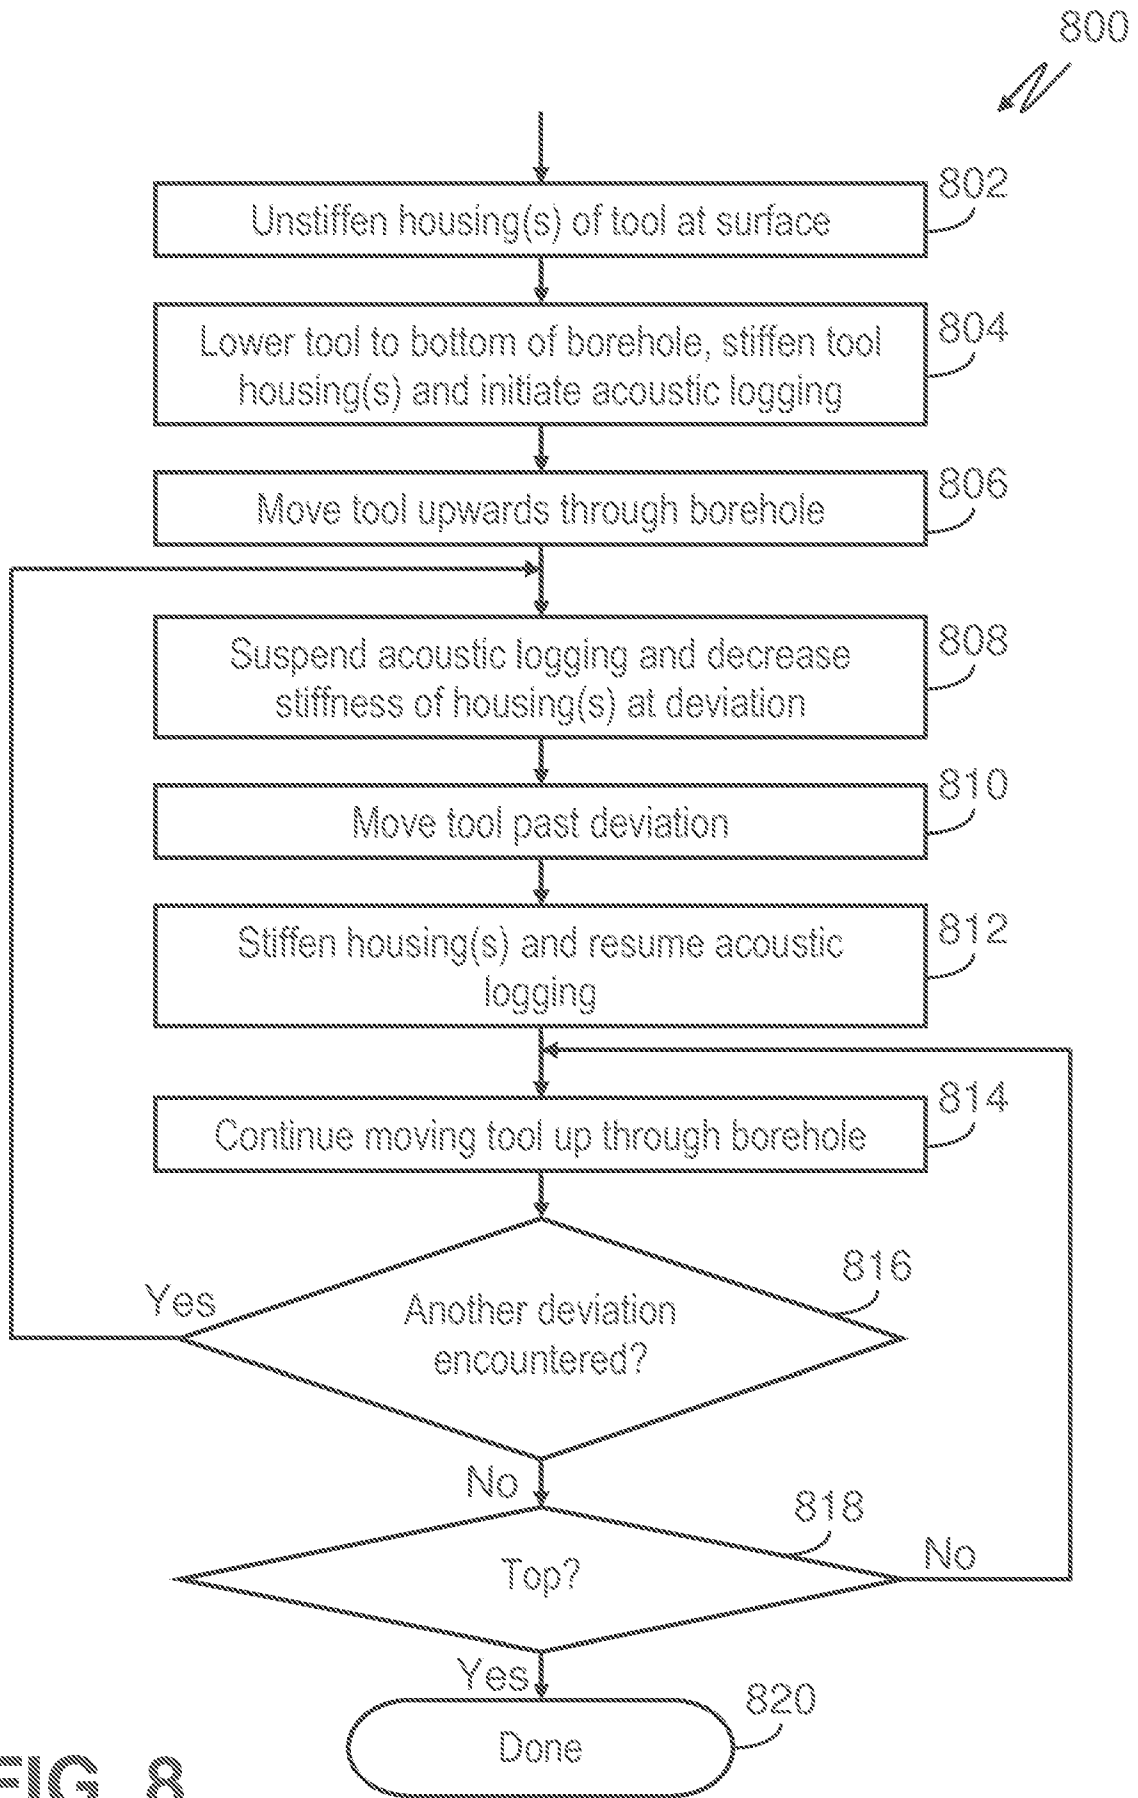 800
802
Unstiffen housing(s) of tool at surface
804
Lower tool to bottom of borehole, stiffen tool
housing(s) and initiate acoustic logging
806
Move tool upwards through borehole
808
Suspend acoustic logging and decrease
stiffness of housing(s) at deviation
810
Move tool past deviation
812
Stiffen housing(s) and resume acoustic
logging
814
Continue moving tool up through borehole
816
Yes
Another deviation
encountered?
No
818
Top?
No
Yes
820
Done
FIG. 8